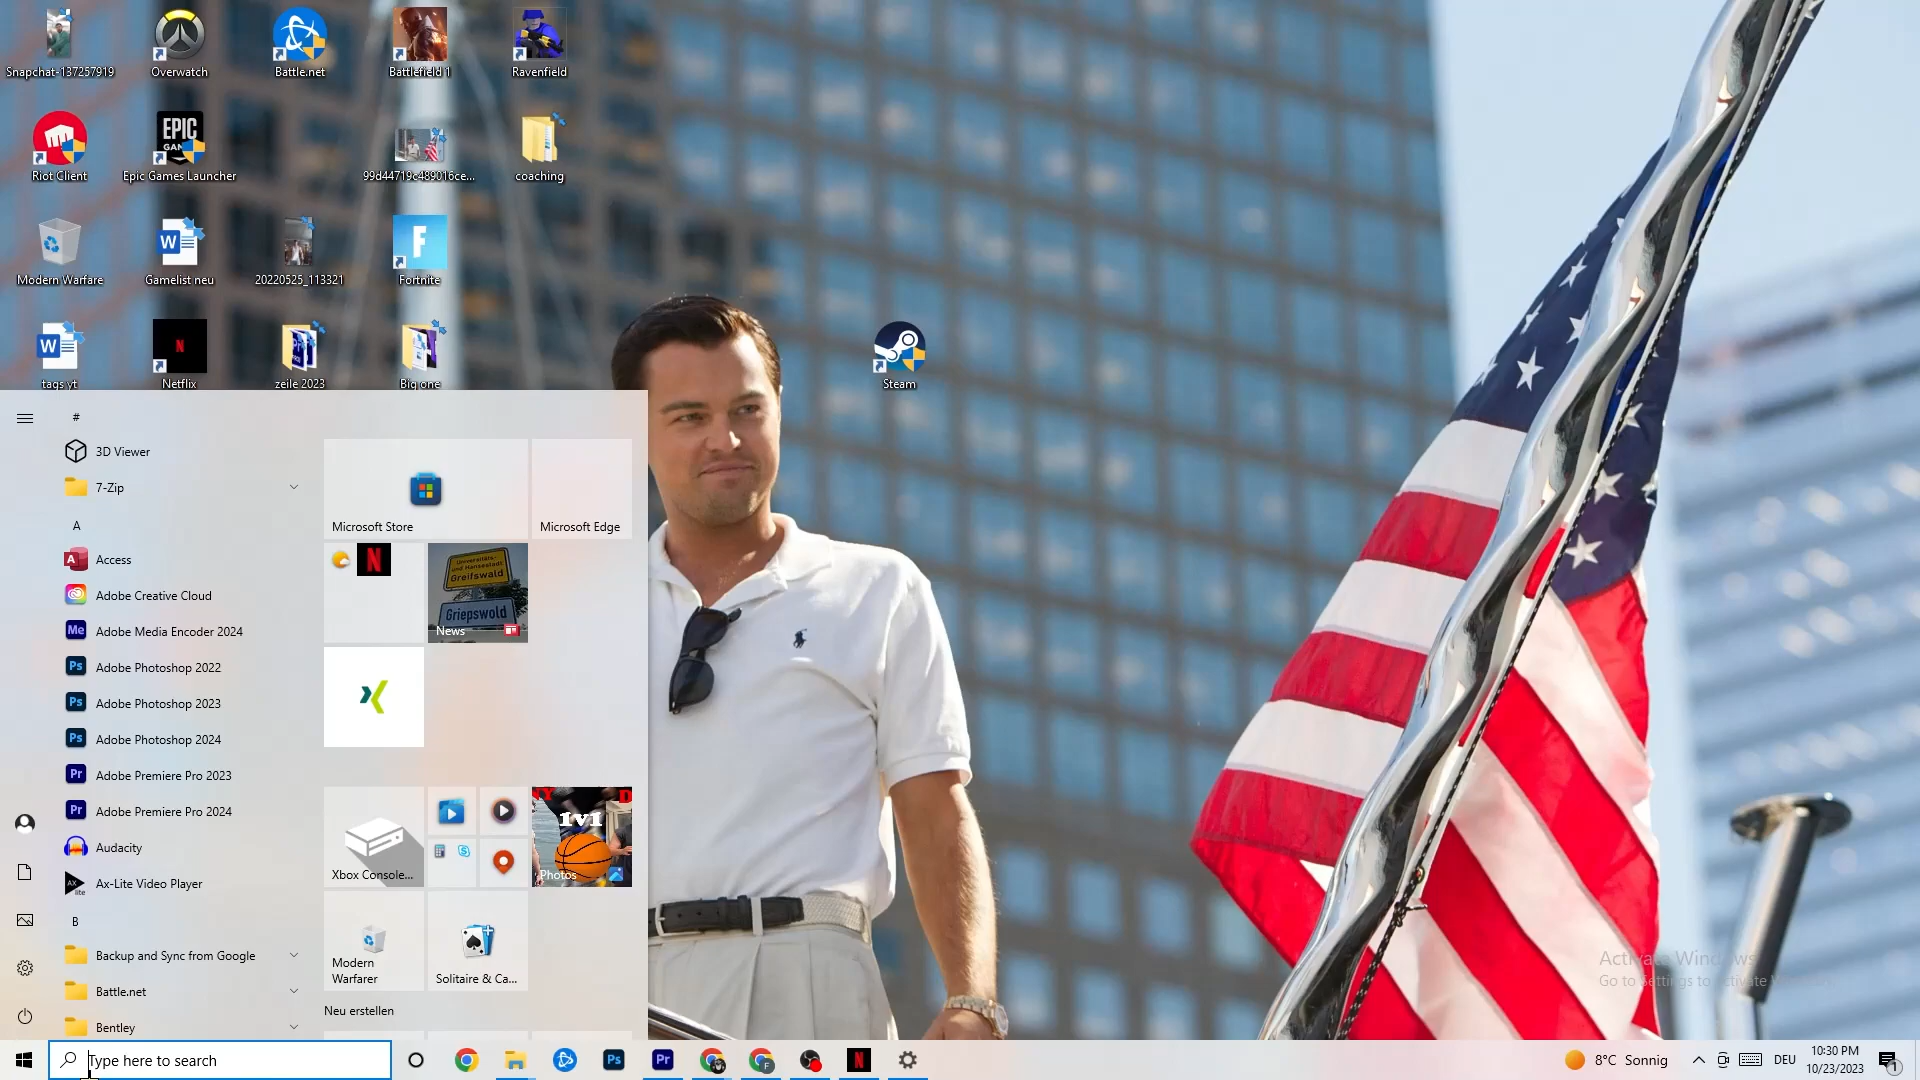 Snapchat-137257919
Overwatch
Battle.net
Battlefield 1
Ravenfield
EPIC
GAM
Riot Client
Epic Games Launcher
99d44719c489016ce...
coaching
Modern Warfare
Gamelist neu
20220525_113321
Fortnite
tags yt
Netflix
zeile 2023
Big one
Steam
#
3D Viewer
7-Zip
A
Access
Adobe Creative Cloud
Adobe Media Encoder 2024
Adobe Photoshop 2022
Adobe Photoshop 2023
Adobe Photoshop 2024
Adobe Premiere Pro 2023
Adobe Premiere Pro 2024
Audacity
Ax-Lite Video Player
B
Backup and Sync from Google
Battle.net
Bentley
Microsoft Store
Microsoft Edge
Universitäts-
und Hansestadt
Greifswald
Griepswold
News
Xbox Console...
1v1
Photos
Modern
Warfarer
Solitaire & Ca...
Neu erstellen
Activate Windows
Go to Settings to activate
Type here to search
8°C Sonnig
DEU
10:30 PM
10/23/2023
1